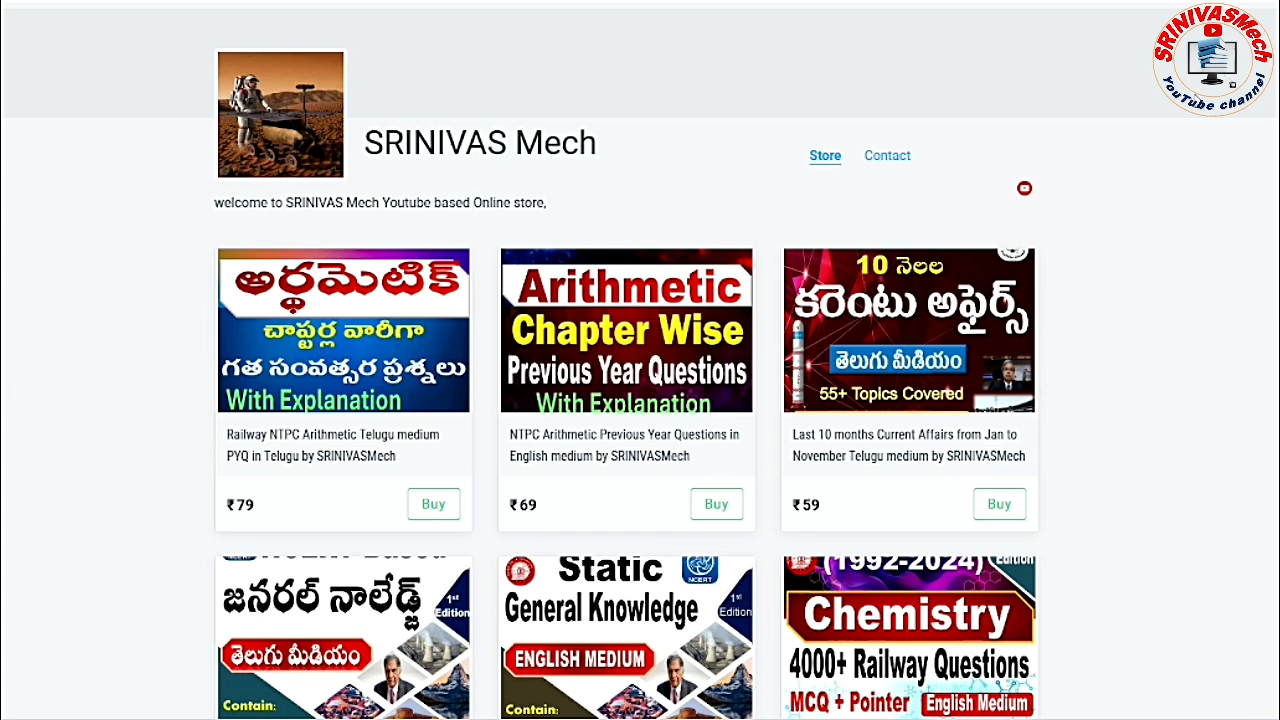 SRINIVASMech
YouTube channel
SRINIVAS Mech
Store
Contact
welcome to SRINIVAS Mech Youtube based Online store,
అర్థమెటిక్
చాప్టర్ల వారీగా
గత సంవత్సర ప్రశ్నలు
With Explanation
Railway NTPC Arithmetic Telugu medium
PYQ in Telugu by SRINIVASMech
₹79
Buy
Arithmetic
Chapter Wise
Previous Year Questions
With Explanation
NTPC Arithmetic Previous Year Questions in
English medium by SRINIVASMech
₹69
Buy
10 నెలల
కరెంటు అఫైర్స్
తెలుగు మీడియం
55+ Topics Covered
Last 10 months Current Affairs from Jan to
November Telugu medium by SRINIVASMech
₹59
Buy
జనరల్ నాలెడ్జ్
1st
Edition
తెలుగు మీడియం
Contain:
Static
NCERT
General Knowledge
1st
Edition
ENGLISH MEDIUM
Contain:
(1992-2024)
Edition
Chemistry
4000+ Railway Questions
MCQ + Pointer
English Medium